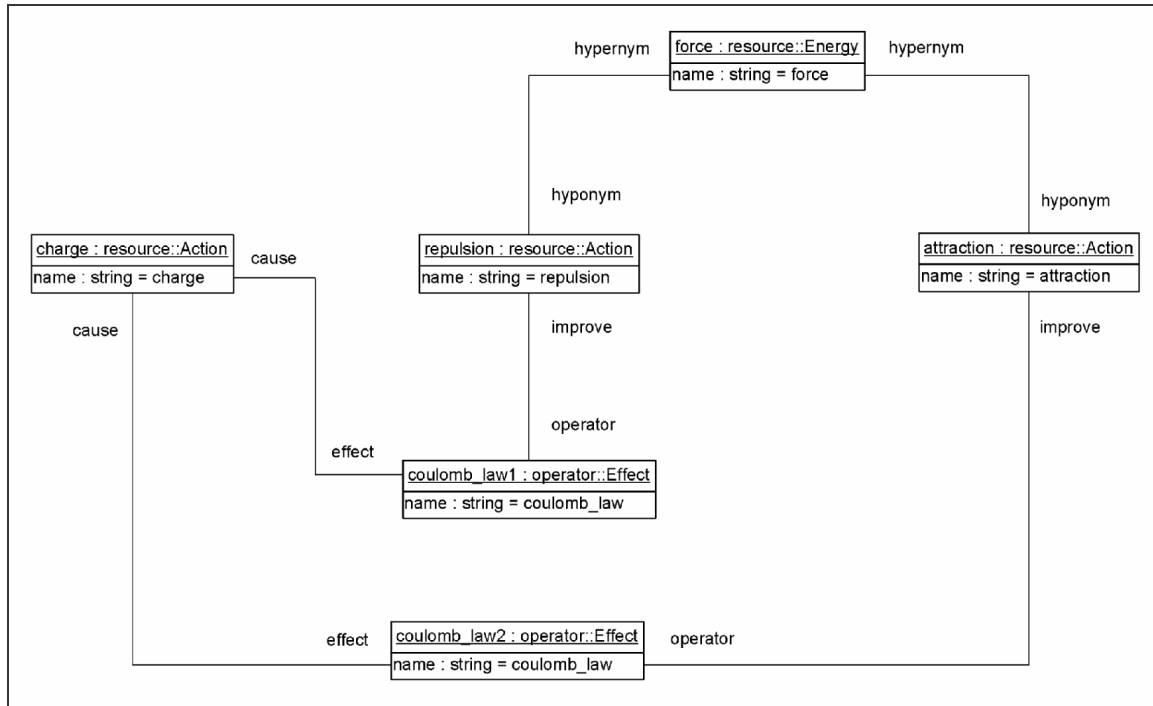 hypernym
force : resource::Energy
name : string = force
hypernym
hyponym
hyponym
charge : resource::Action
name : string = charge
cause
repulsion : resource::Action
name : string = repulsion
attraction : resource::Action
name : string = attraction
cause
improve
improve
operator
effect
coulomb_law1 : operator::Effect
name : string = coulomb_law
effect
coulomb_law2 : operator::Effect
name : string = coulomb_law
operator